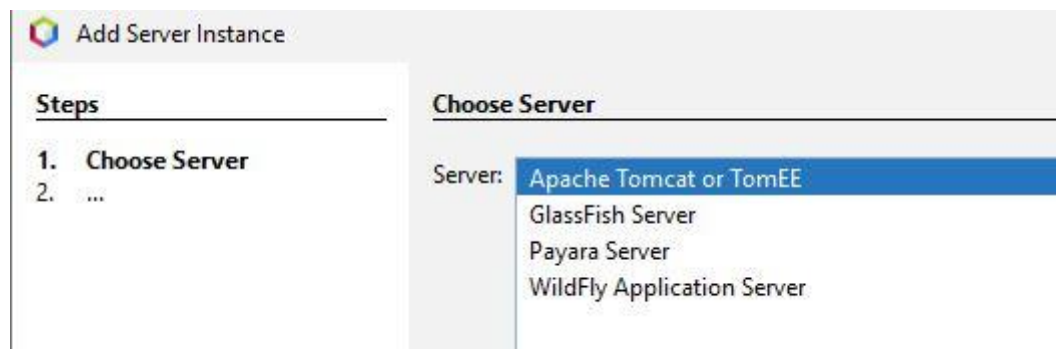 Add Server Instance
Steps
1. Choose Server
2. ...
Choose Server
Server:
Apache Tomcat or TomEE
GlassFish Server
Payara Server
WildFly Application Server